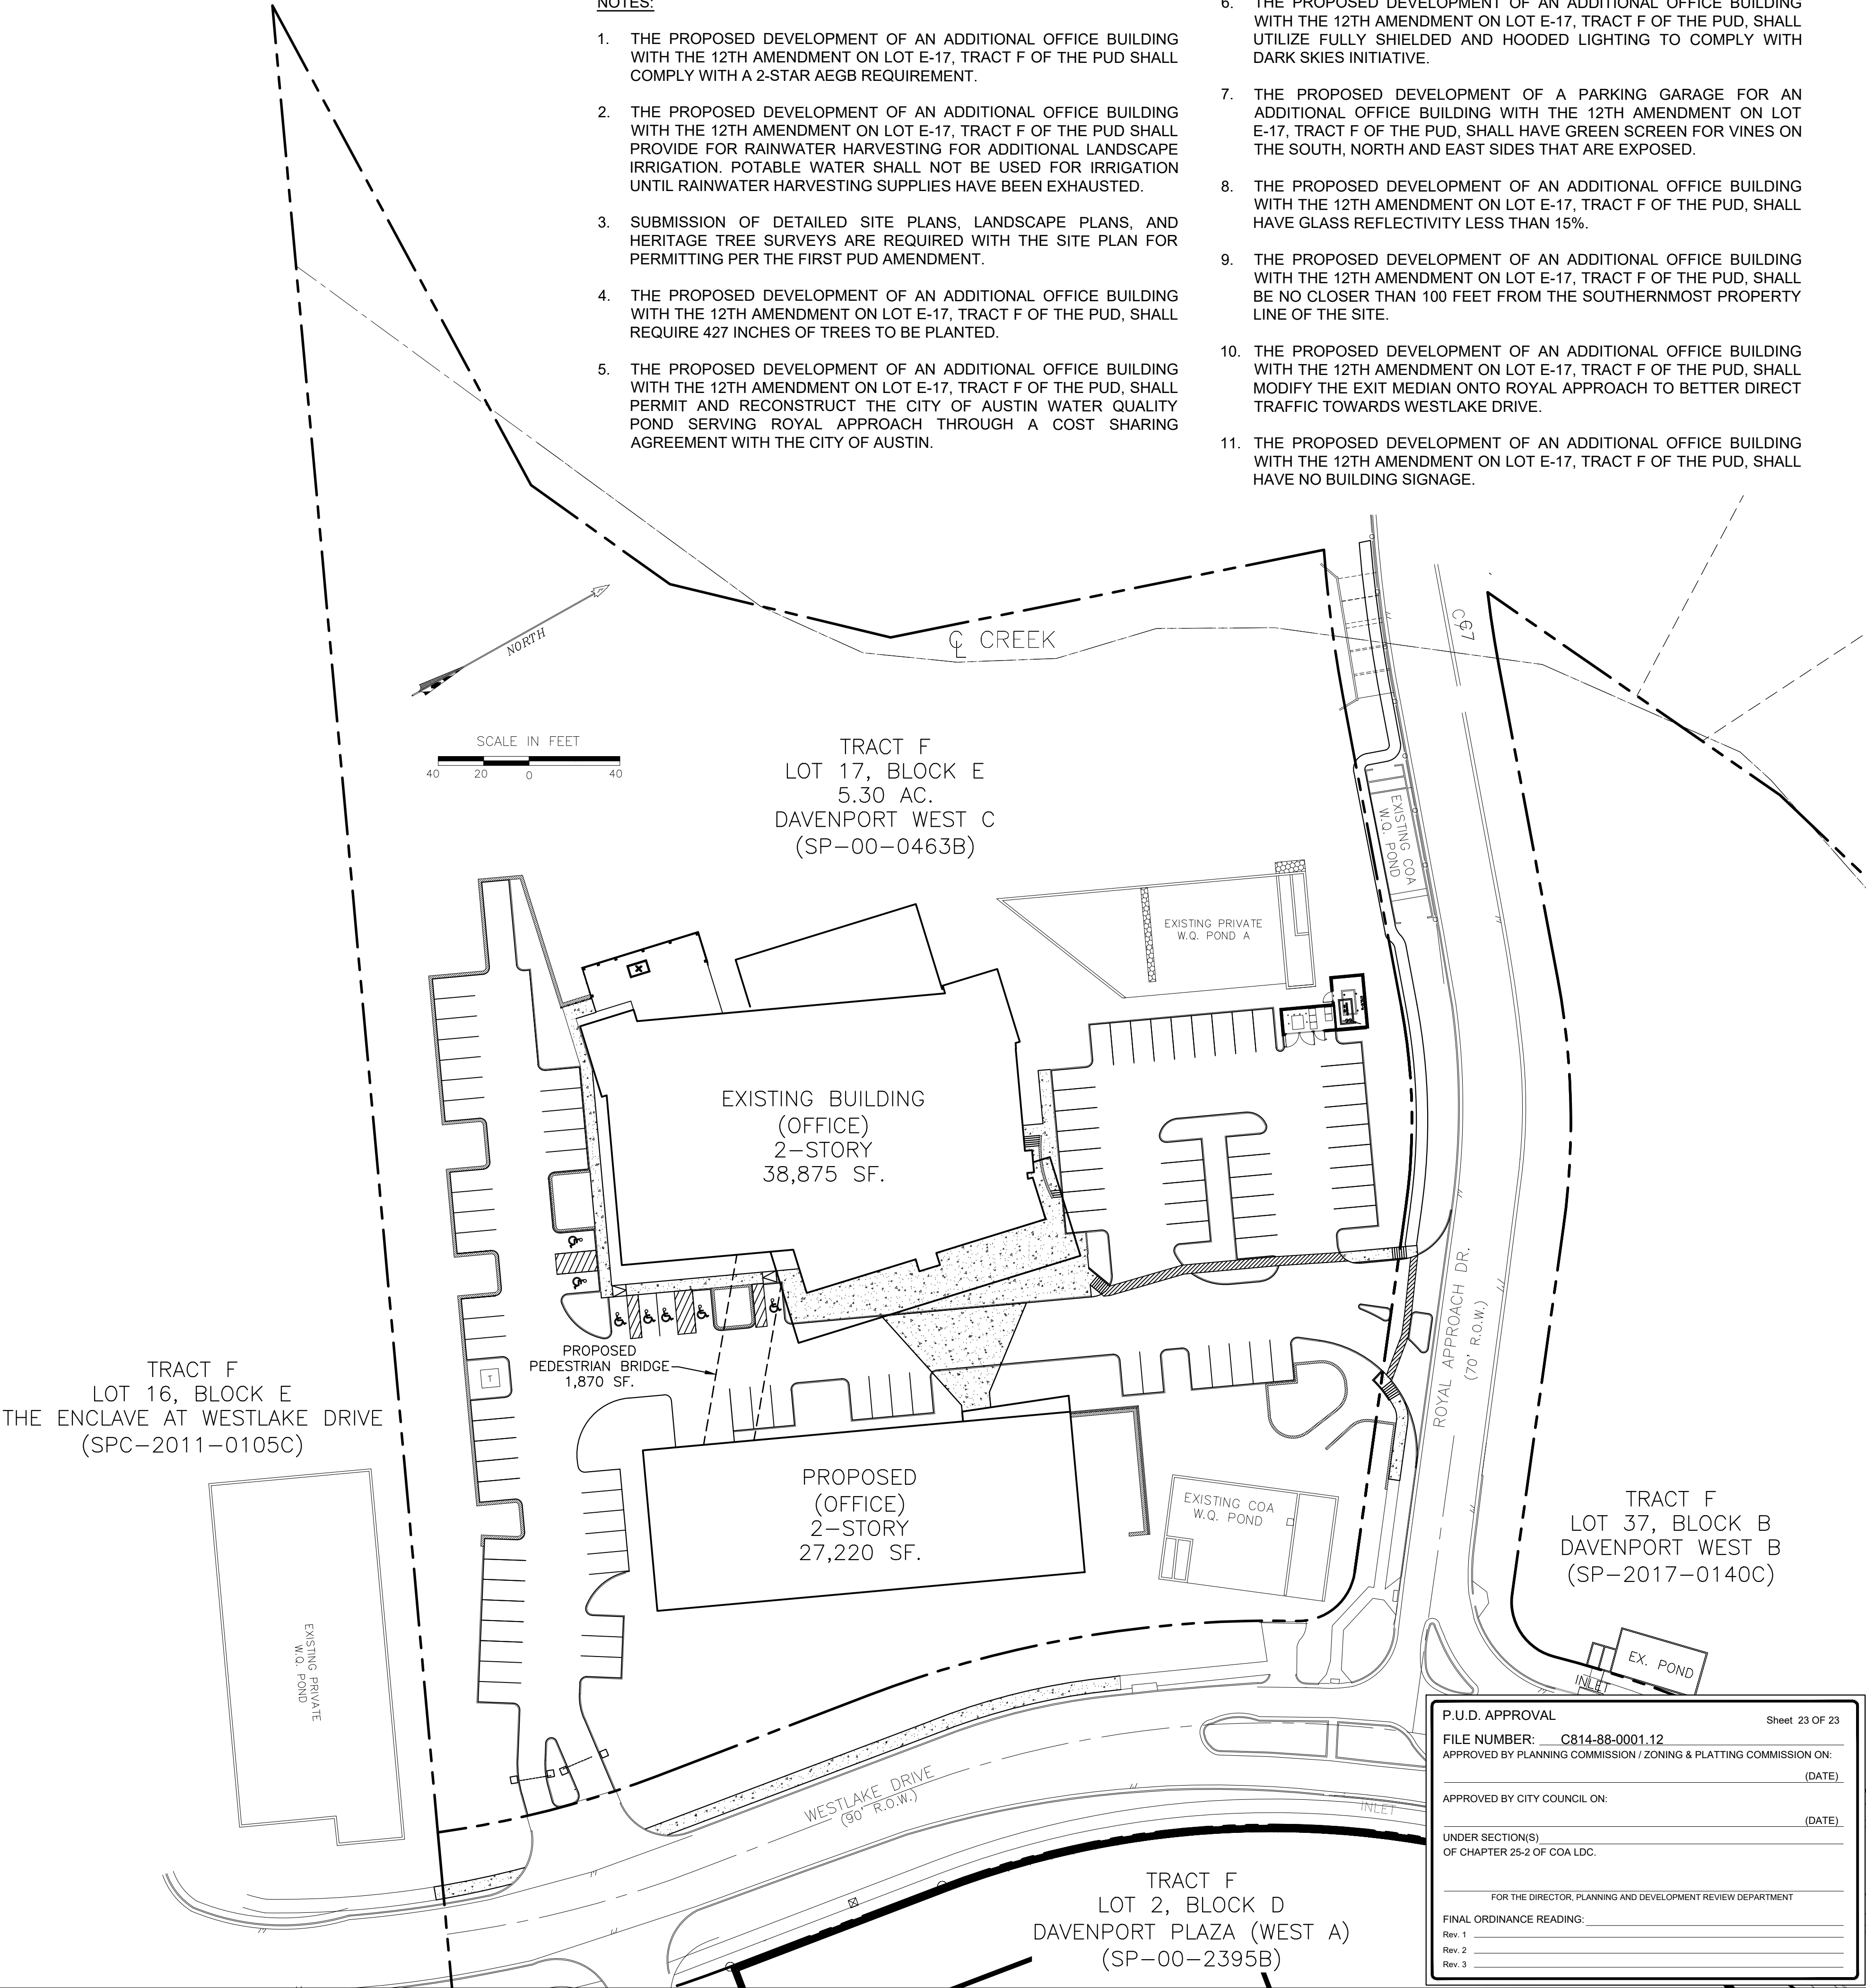 NOTES:
1. THE PROPOSED DEVELOPMENT OF AN ADDITIONAL OFFICE BUILDING
WITH THE 12TH AMENDMENT ON LOT E-17, TRACT F OF THE PUD SHALL
COMPLY WITH A 2-STAR AEGB REQUIREMENT.
2. THE PROPOSED DEVELOPMENT OF AN ADDITIONAL OFFICE BUILDING
WITH THE 12TH AMENDMENT ON LOT E-17, TRACT F OF THE PUD SHALL
PROVIDE FOR RAINWATER HARVESTING FOR ADDITIONAL LANDSCAPE
IRRIGATION. POTABLE WATER SHALL NOT BE USED FOR IRRIGATION
UNTIL RAINWATER HARVESTING SUPPLIES HAVE BEEN EXHAUSTED.
3. SUBMISSION OF DETAILED SITE PLANS, LANDSCAPE PLANS, AND
HERITAGE TREE SURVEYS ARE REQUIRED WITH THE SITE PLAN FOR
PERMITTING PER THE FIRST PUD AMENDMENT.
4. THE PROPOSED DEVELOPMENT OF AN ADDITIONAL OFFICE BUILDING
WITH THE 12TH AMENDMENT ON LOT E-17, TRACT F OF THE PUD, SHALL
REQUIRE 427 INCHES OF TREES TO BE PLANTED.
5. THE PROPOSED DEVELOPMENT OF AN ADDITIONAL OFFICE BUILDING
WITH THE 12TH AMENDMENT ON LOT E-17, TRACT F OF THE PUD, SHALL
PERMIT AND RECONSTRUCT THE CITY OF AUSTIN WATER QUALITY
POND SERVING ROYAL APPROACH THROUGH A COST SHARING
AGREEMENT WITH THE CITY OF AUSTIN.
6. THE PROPOSED DEVELOPMENT OF AN ADDITIONAL OFFICE BUILDING
WITH THE 12TH AMENDMENT ON LOT E-17, TRACT F OF THE PUD, SHALL
UTILIZE FULLY SHIELDED AND HOODED LIGHTING TO COMPLY WITH
DARK SKIES INITIATIVE.
7. THE PROPOSED DEVELOPMENT OF A PARKING GARAGE FOR AN
ADDITIONAL OFFICE BUILDING WITH THE 12TH AMENDMENT ON LOT
E-17, TRACT F OF THE PUD, SHALL HAVE GREEN SCREEN FOR VINES ON
THE SOUTH, NORTH AND EAST SIDES THAT ARE EXPOSED.
8. THE PROPOSED DEVELOPMENT OF AN ADDITIONAL OFFICE BUILDING
WITH THE 12TH AMENDMENT ON LOT E-17, TRACT F OF THE PUD, SHALL
HAVE GLASS REFLECTIVITY LESS THAN 15%.
9. THE PROPOSED DEVELOPMENT OF AN ADDITIONAL OFFICE BUILDING
WITH THE 12TH AMENDMENT ON LOT E-17, TRACT F OF THE PUD, SHALL
BE NO CLOSER THAN 100 FEET FROM THE SOUTHERNMOST PROPERTY
LINE OF THE SITE.
10. THE PROPOSED DEVELOPMENT OF AN ADDITIONAL OFFICE BUILDING
WITH THE 12TH AMENDMENT ON LOT E-17, TRACT F OF THE PUD, SHALL
MODIFY THE EXIT MEDIAN ONTO ROYAL APPROACH TO BETTER DIRECT
TRAFFIC TOWARDS WESTLAKE DRIVE.
11. THE PROPOSED DEVELOPMENT OF AN ADDITIONAL OFFICE BUILDING
WITH THE 12TH AMENDMENT ON LOT E-17, TRACT F OF THE PUD, SHALL
HAVE NO BUILDING SIGNAGE.
NORTH
℄ CREEK
SCALE IN FEET
40 20 0 40
TRACT F
LOT 17, BLOCK E
5.30 AC.
DAVENPORT WEST C
(SP-00-0463B)
EXISTING COA
W.Q. POND
EXISTING PRIVATE
W.Q. POND A
EXISTING BUILDING
(OFFICE)
2-STORY
38,875 SF.
PROPOSED
PEDESTRIAN BRIDGE
1,870 SF.
T
TRACT F
LOT 16, BLOCK E
THE ENCLAVE AT WESTLAKE DRIVE
(SPC-2011-0105C)
PROPOSED
(OFFICE)
2-STORY
27,220 SF.
EXISTING COA
W.Q. POND
ROYAL APPROACH DR.
(70' R.O.W.)
TRACT F
LOT 37, BLOCK B
DAVENPORT WEST B
(SP-2017-0140C)
EXISTING PRIVATE
W.Q. POND
EX. POND
INLET
WESTLAKE DRIVE
(90' R.O.W.)
INLET
TRACT F
LOT 2, BLOCK D
DAVENPORT PLAZA (WEST A)
(SP-00-2395B)
P.U.D. APPROVAL Sheet 23 OF 23
FILE NUMBER: C814-88-0001.12
APPROVED BY PLANNING COMMISSION / ZONING & PLATTING COMMISSION ON:
(DATE)
APPROVED BY CITY COUNCIL ON:
(DATE)
UNDER SECTION(S)
OF CHAPTER 25-2 OF COA LDC.
FOR THE DIRECTOR, PLANNING AND DEVELOPMENT REVIEW DEPARTMENT
FINAL ORDINANCE READING:
Rev. 1
Rev. 2
Rev. 3